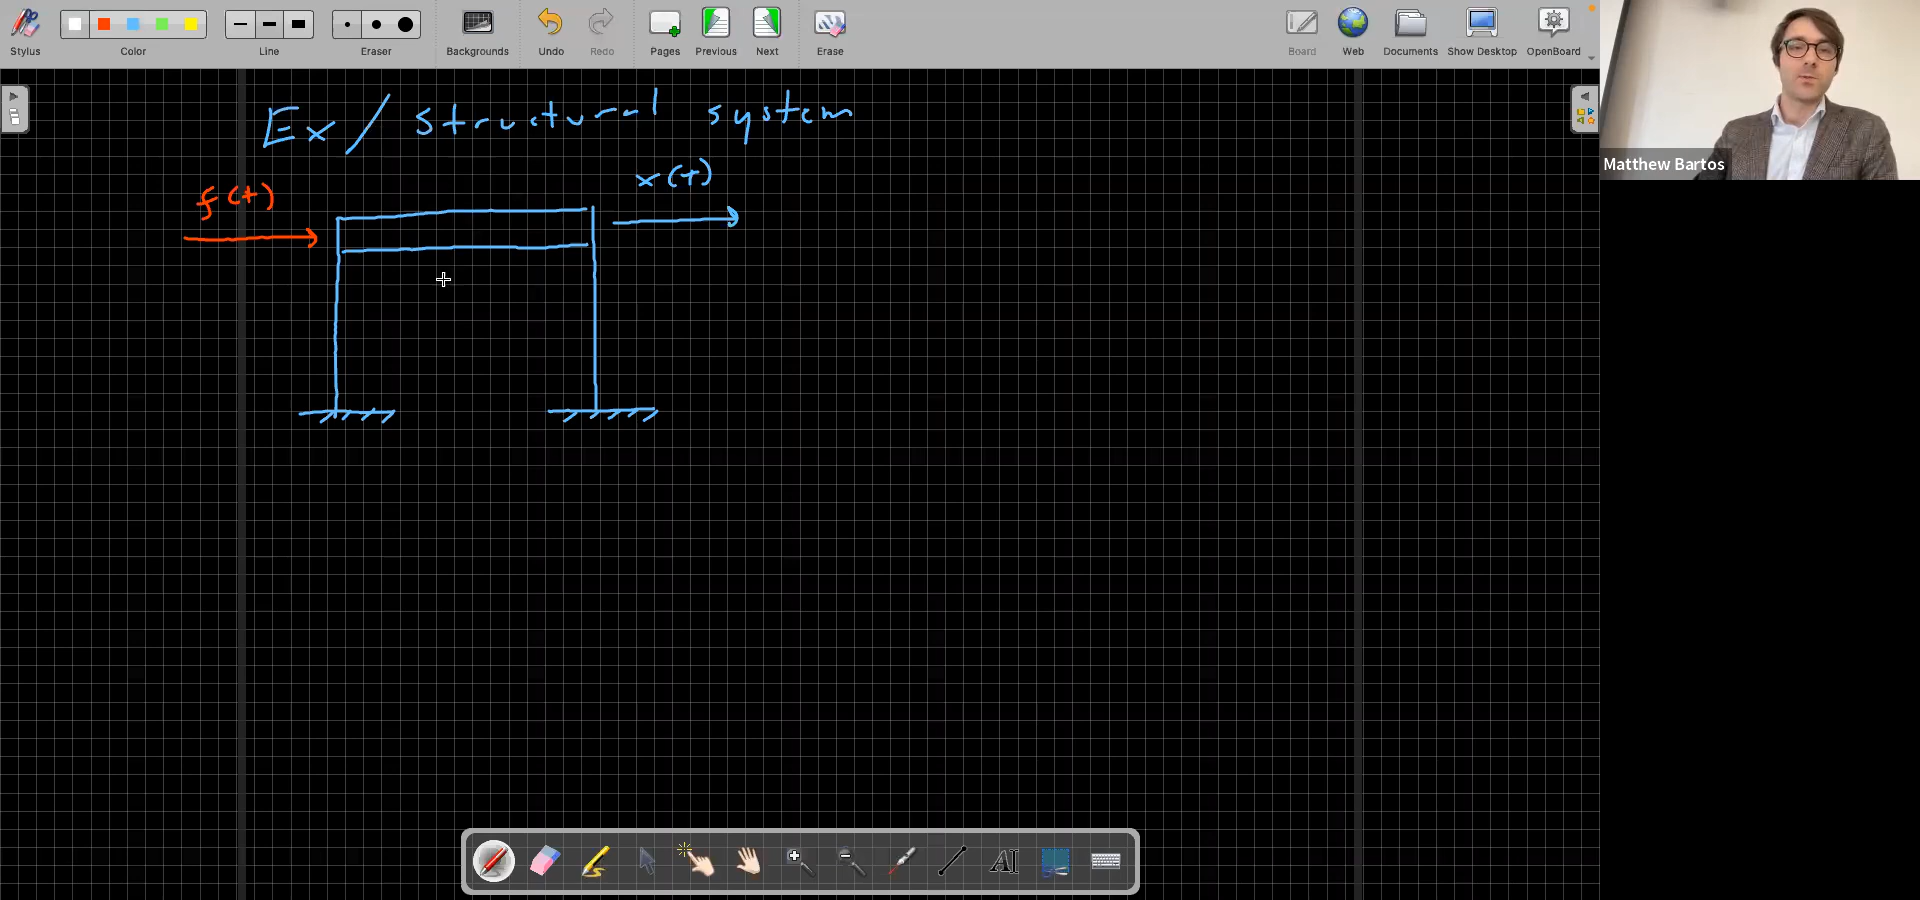 Stylus
Color
Line
Eraser
Backgrounds
Undo
Redo
Pages
Previous
Next
Erase
Board
Web
Documents
Show Desktop
OpenBoard
Matthew Bartos
Ex/ Structural system
x(t)
f(t)
AI